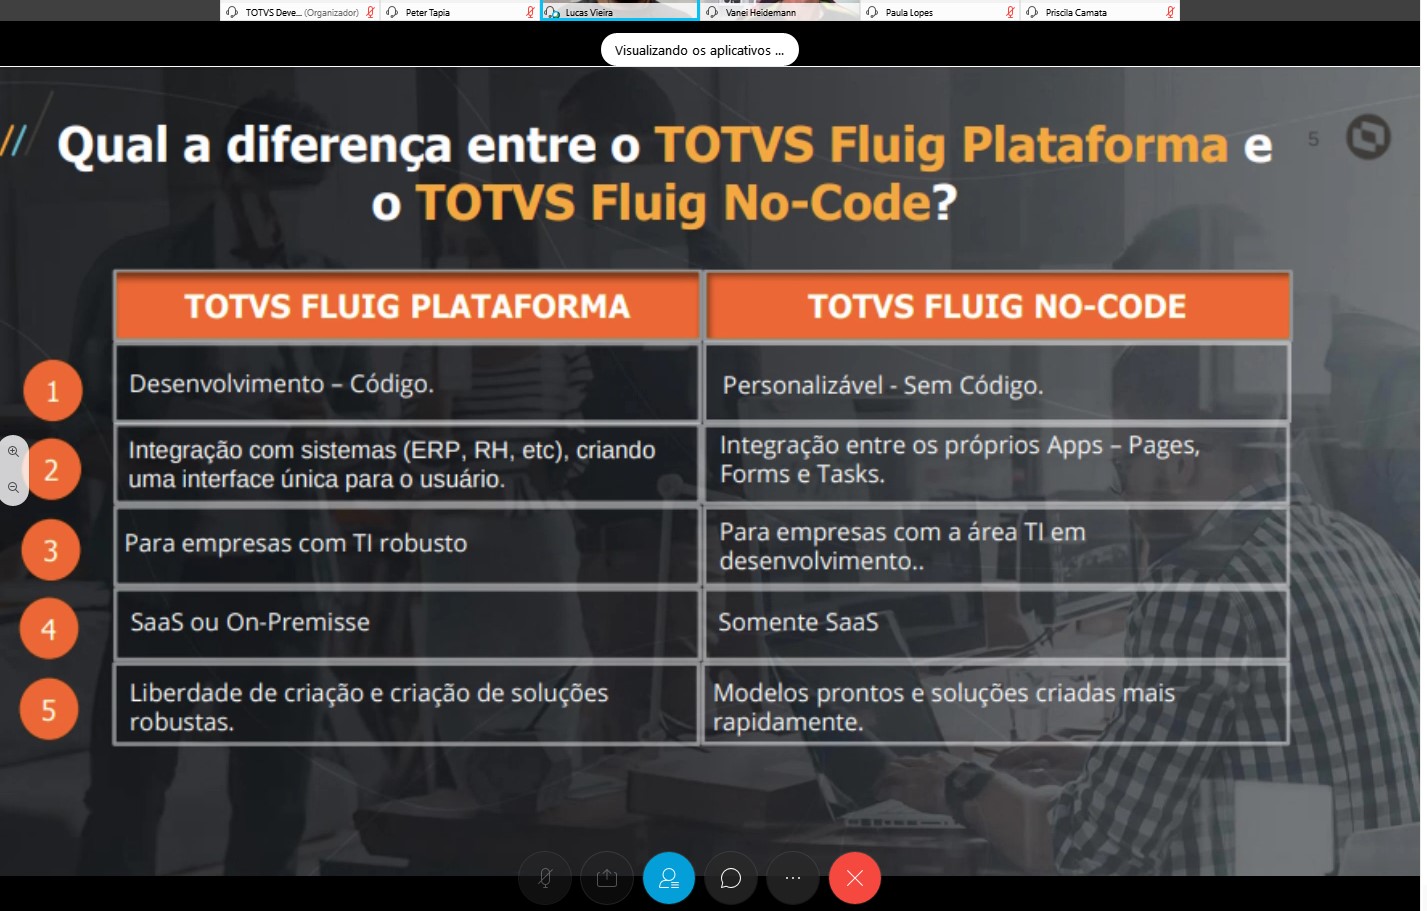 TOTVS Deve... (Organizador)
Peter Tapia
Lucas Vieira
Vanei Heidemann
Paula Lopes
Priscila Camata
Visualizando os aplicativos ...
Qual a diferença entre o TOTVS Fluig Plataforma e
o TOTVS Fluig No-Code?
5
TOTVS FLUIG PLATAFORMA
TOTVS FLUIG NO-CODE
1
Desenvolvimento – Código.
Personalizável - Sem Código.
2
Integração com sistemas (ERP, RH, etc), criando
uma interface única para o usuário.
Integração entre os próprios Apps – Pages,
Forms e Tasks.
3
Para empresas com TI robusto
Para empresas com a área TI em
desenvolvimento..
4
SaaS ou On-Premisse
Somente SaaS
5
Liberdade de criação e criação de soluções
robustas.
Modelos prontos e soluções criadas mais
rapidamente.